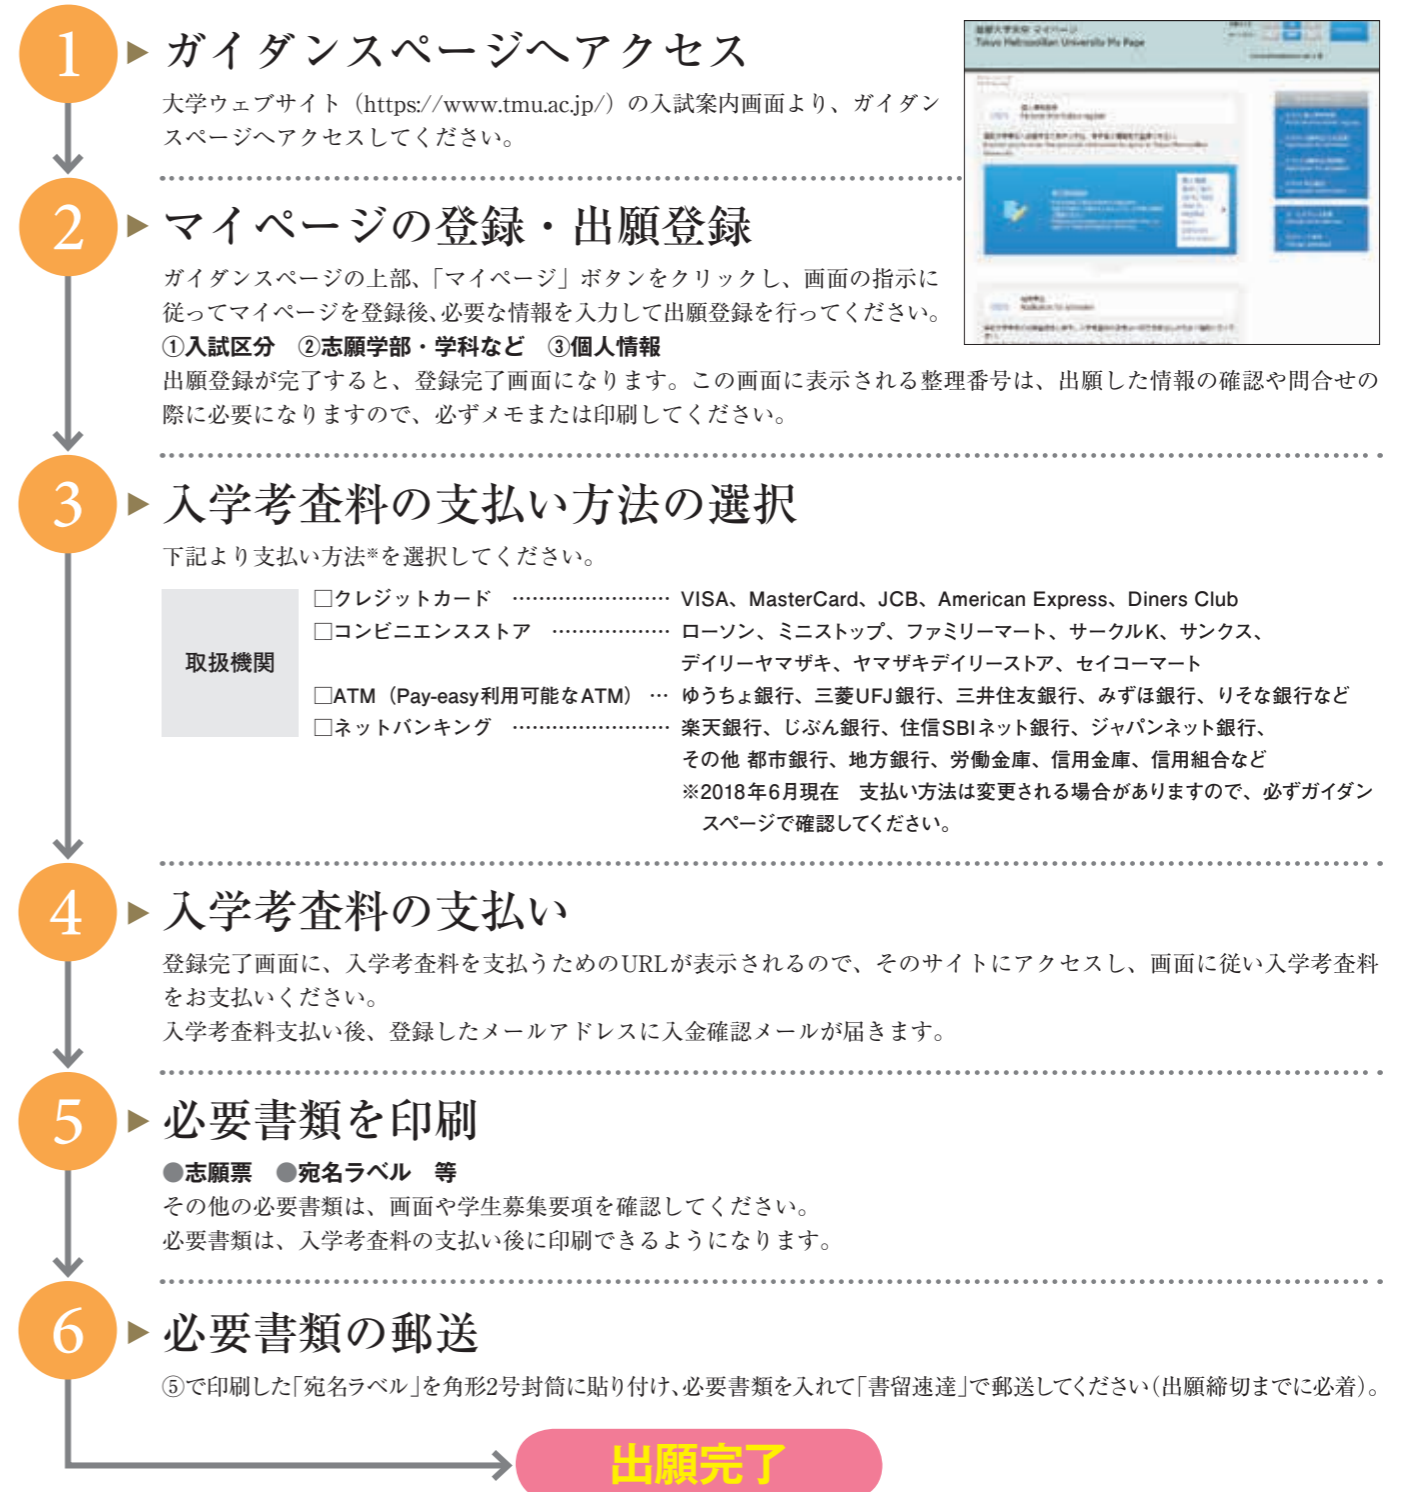 1
ガイダンスページへアクセス
大学ウェブサイト（https://www.tmu.ac.jp/）の入試案内画面より、ガイダン
スページへアクセスしてください。
Tokyo Metropolitan University My Page
2
マイページの登録・出願登録
ガイダンスページの上部、「マイページ」ボタンをクリックし、画面の指示に
従ってマイページを登録後、必要な情報を入力して出願登録を行ってください。
①入試区分　②志願学部・学科など　③個人情報
出願登録が完了すると、登録完了画面になります。この画面に表示される整理番号は、出願した情報の確認や問合せの
際に必要になりますので、必ずメモまたは印刷してください。
3
入学考査料の支払い方法の選択
下記より支払い方法※を選択してください。
取扱機関
□クレジットカード ……………………… VISA、MasterCard、JCB、American Express、Diners Club
□コンビニエンスストア ……………… ローソン、ミニストップ、ファミリーマート、サークルK、サンクス、
デイリーヤマザキ、ヤマザキデイリーストア、セイコーマート
□ATM（Pay-easy利用可能なATM） … ゆうちょ銀行、三菱UFJ銀行、三井住友銀行、みずほ銀行、りそな銀行など
□ネットバンキング …………………… 楽天銀行、じぶん銀行、住信SBIネット銀行、ジャパンネット銀行、
その他 都市銀行、地方銀行、労働金庫、信用金庫、信用組合など
※2018年6月現在　支払い方法は変更される場合がありますので、必ずガイダン
スページで確認してください。
4
入学考査料の支払い
登録完了画面に、入学考査料を支払うためのURLが表示されるので、そのサイトにアクセスし、画面に従い入学考査料
をお支払いください。
入学考査料支払い後、登録したメールアドレスに入金確認メールが届きます。
5
必要書類を印刷
●志願票　●宛名ラベル　等
その他の必要書類は、画面や学生募集要項を確認してください。
必要書類は、入学考査料の支払い後に印刷できるようになります。
6
必要書類の郵送
⑤で印刷した「宛名ラベル」を角形2号封筒に貼り付け、必要書類を入れて「書留速達」で郵送してください（出願締切までに必着）。
出願完了